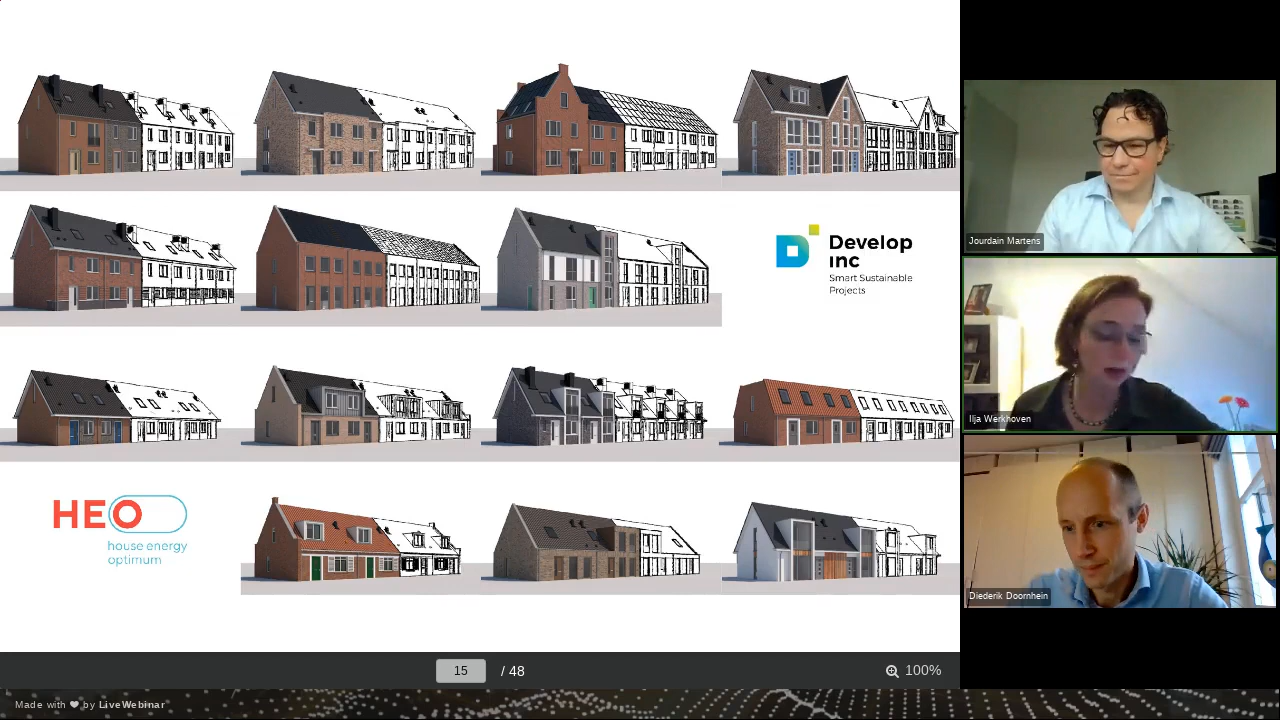 Develop
inc
Smart Sustainable
Projects
HEO
house energy
optimum
Jourdain Martens
Ilja Werkhoven
Diederik Doornhein
15 / 48
100%
Made with ❤ by LiveWebinar